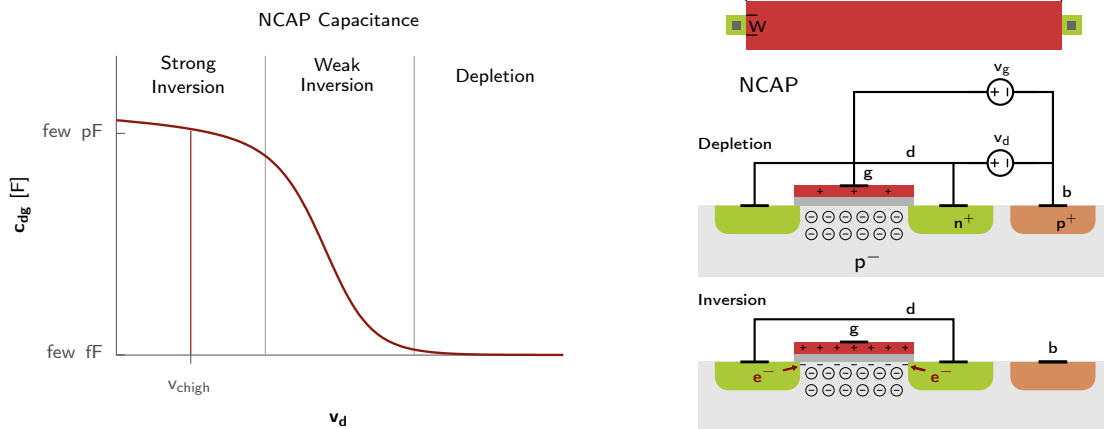 NCAP Capacitance
Strong
Inversion
Weak
Inversion
Depletion
few pF
c_dg [F]
few fF
v_chigh
v_d
W
NCAP
v_g
+ −
Depletion
v_d
+ −
d
g
b
+ + +
n⁺
p⁺
p⁻
Inversion
d
g
b
+ + + + + + +
e⁻
e⁻